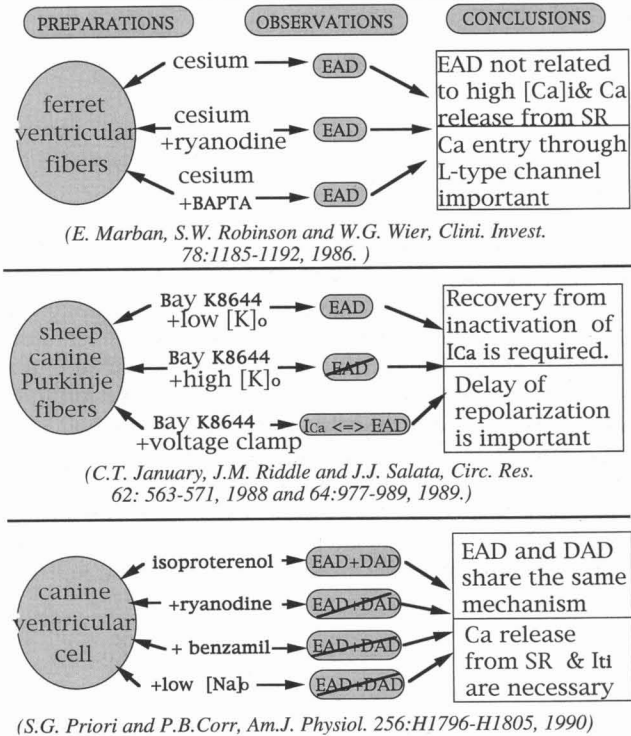 PREPARATIONS
OBSERVATIONS
CONCLUSIONS
ferret
ventricular
fibers
cesium
EAD
cesium
+ryanodine
EAD
cesium
+BAPTA
EAD
EAD not related
to high [Ca]i& Ca
release from SR
Ca entry through
L-type channel
important
(E. Marban, S.W. Robinson and W.G. Wier, Clini. Invest.
78:1185-1192, 1986. )
sheep
canine
Purkinje
fibers
Bay K8644
+low [K]o
EAD
Bay K8644
+high [K]o
EAD
Bay K8644
+voltage clamp
ICa <=> EAD
Recovery from
inactivation of
ICa is required.
Delay of
repolarization
is important
(C.T. January, J.M. Riddle and J.J. Salata, Circ. Res.
62: 563-571, 1988 and 64:977-989, 1989.)
canine
ventricular
cell
isoproterenol
EAD+DAD
+ryanodine
EAD+DAD
+ benzamil
EAD+DAD
+low [Na]o
EAD+DAD
EAD and DAD
share the same
mechanism
Ca release
from SR & Iti
are necessary
(S.G. Priori and P.B.Corr, Am.J. Physiol. 256:H1796-H1805, 1990)